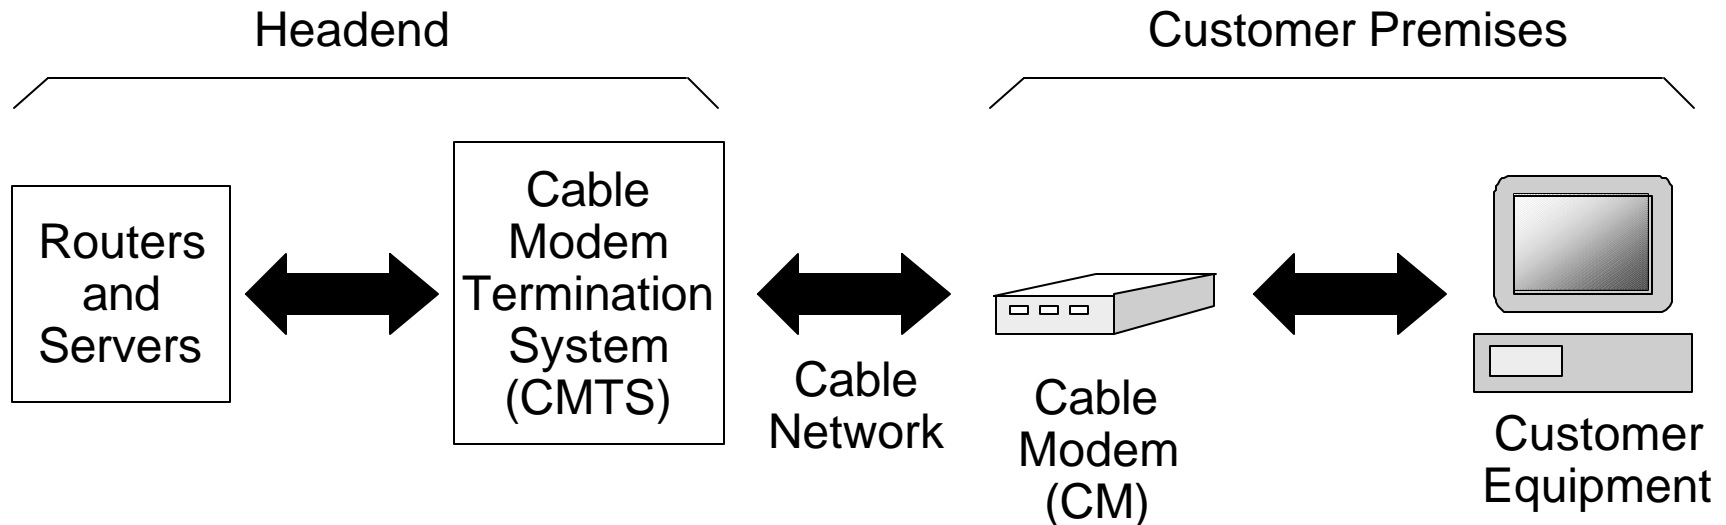 Headend
Customer Premises
Routers
and
Servers
Cable
Modem
Termination
System
(CMTS)
Cable
Network
Cable
Modem
(CM)
Customer
Equipment